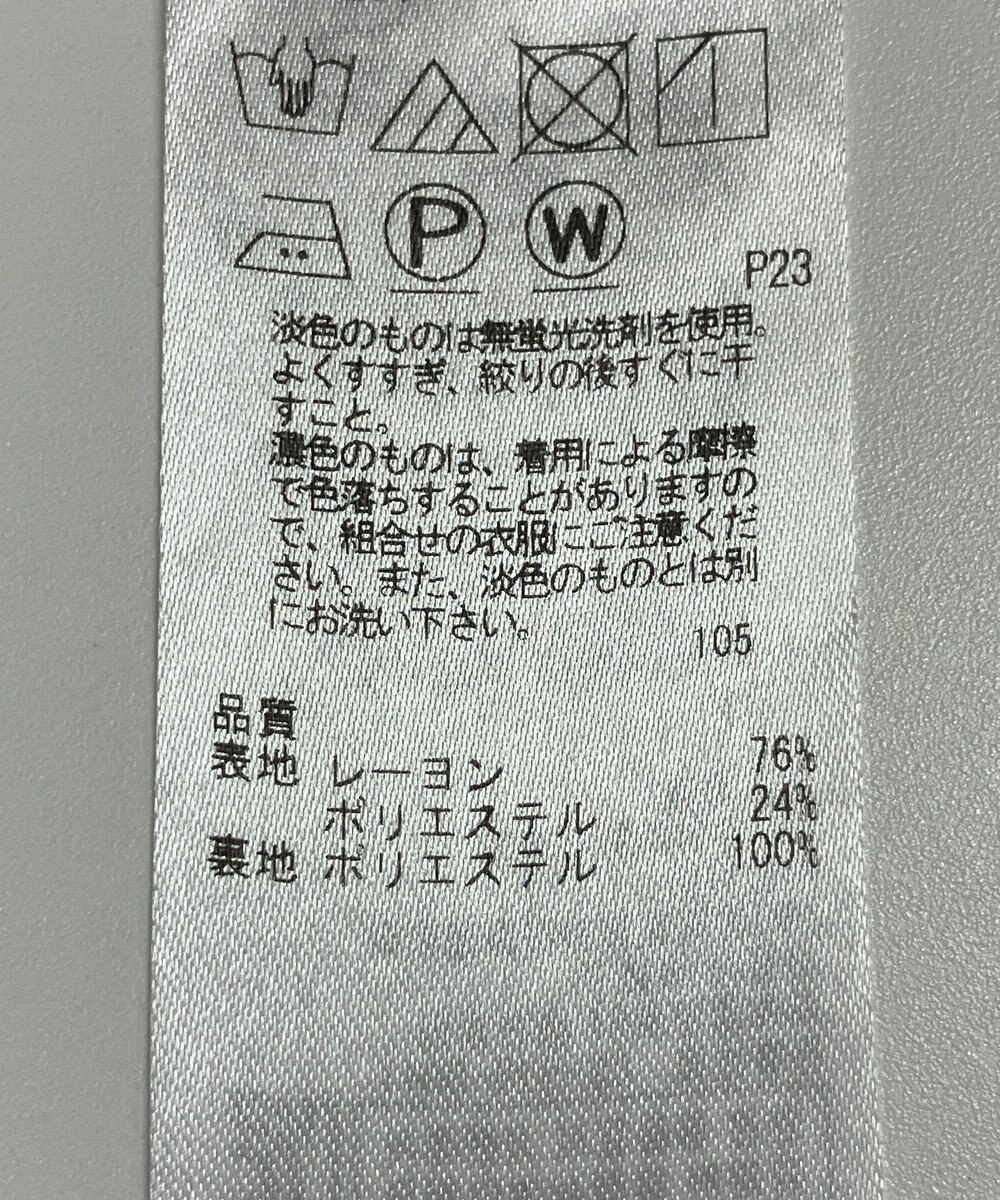 P
W
P23
淡色のものは無蛍光洗剤を使用。
よくすすぎ、絞りの後すぐに干
すこと。
濃色のものは、着用による摩擦
で色落ちすることがありますの
で、組合せの衣服にご注意くだ
さい。また、淡色のものとは別
にお洗い下さい。
105
品質
表地 レーヨン 76%
ポリエステル 24%
裏地 ポリエステル 100%